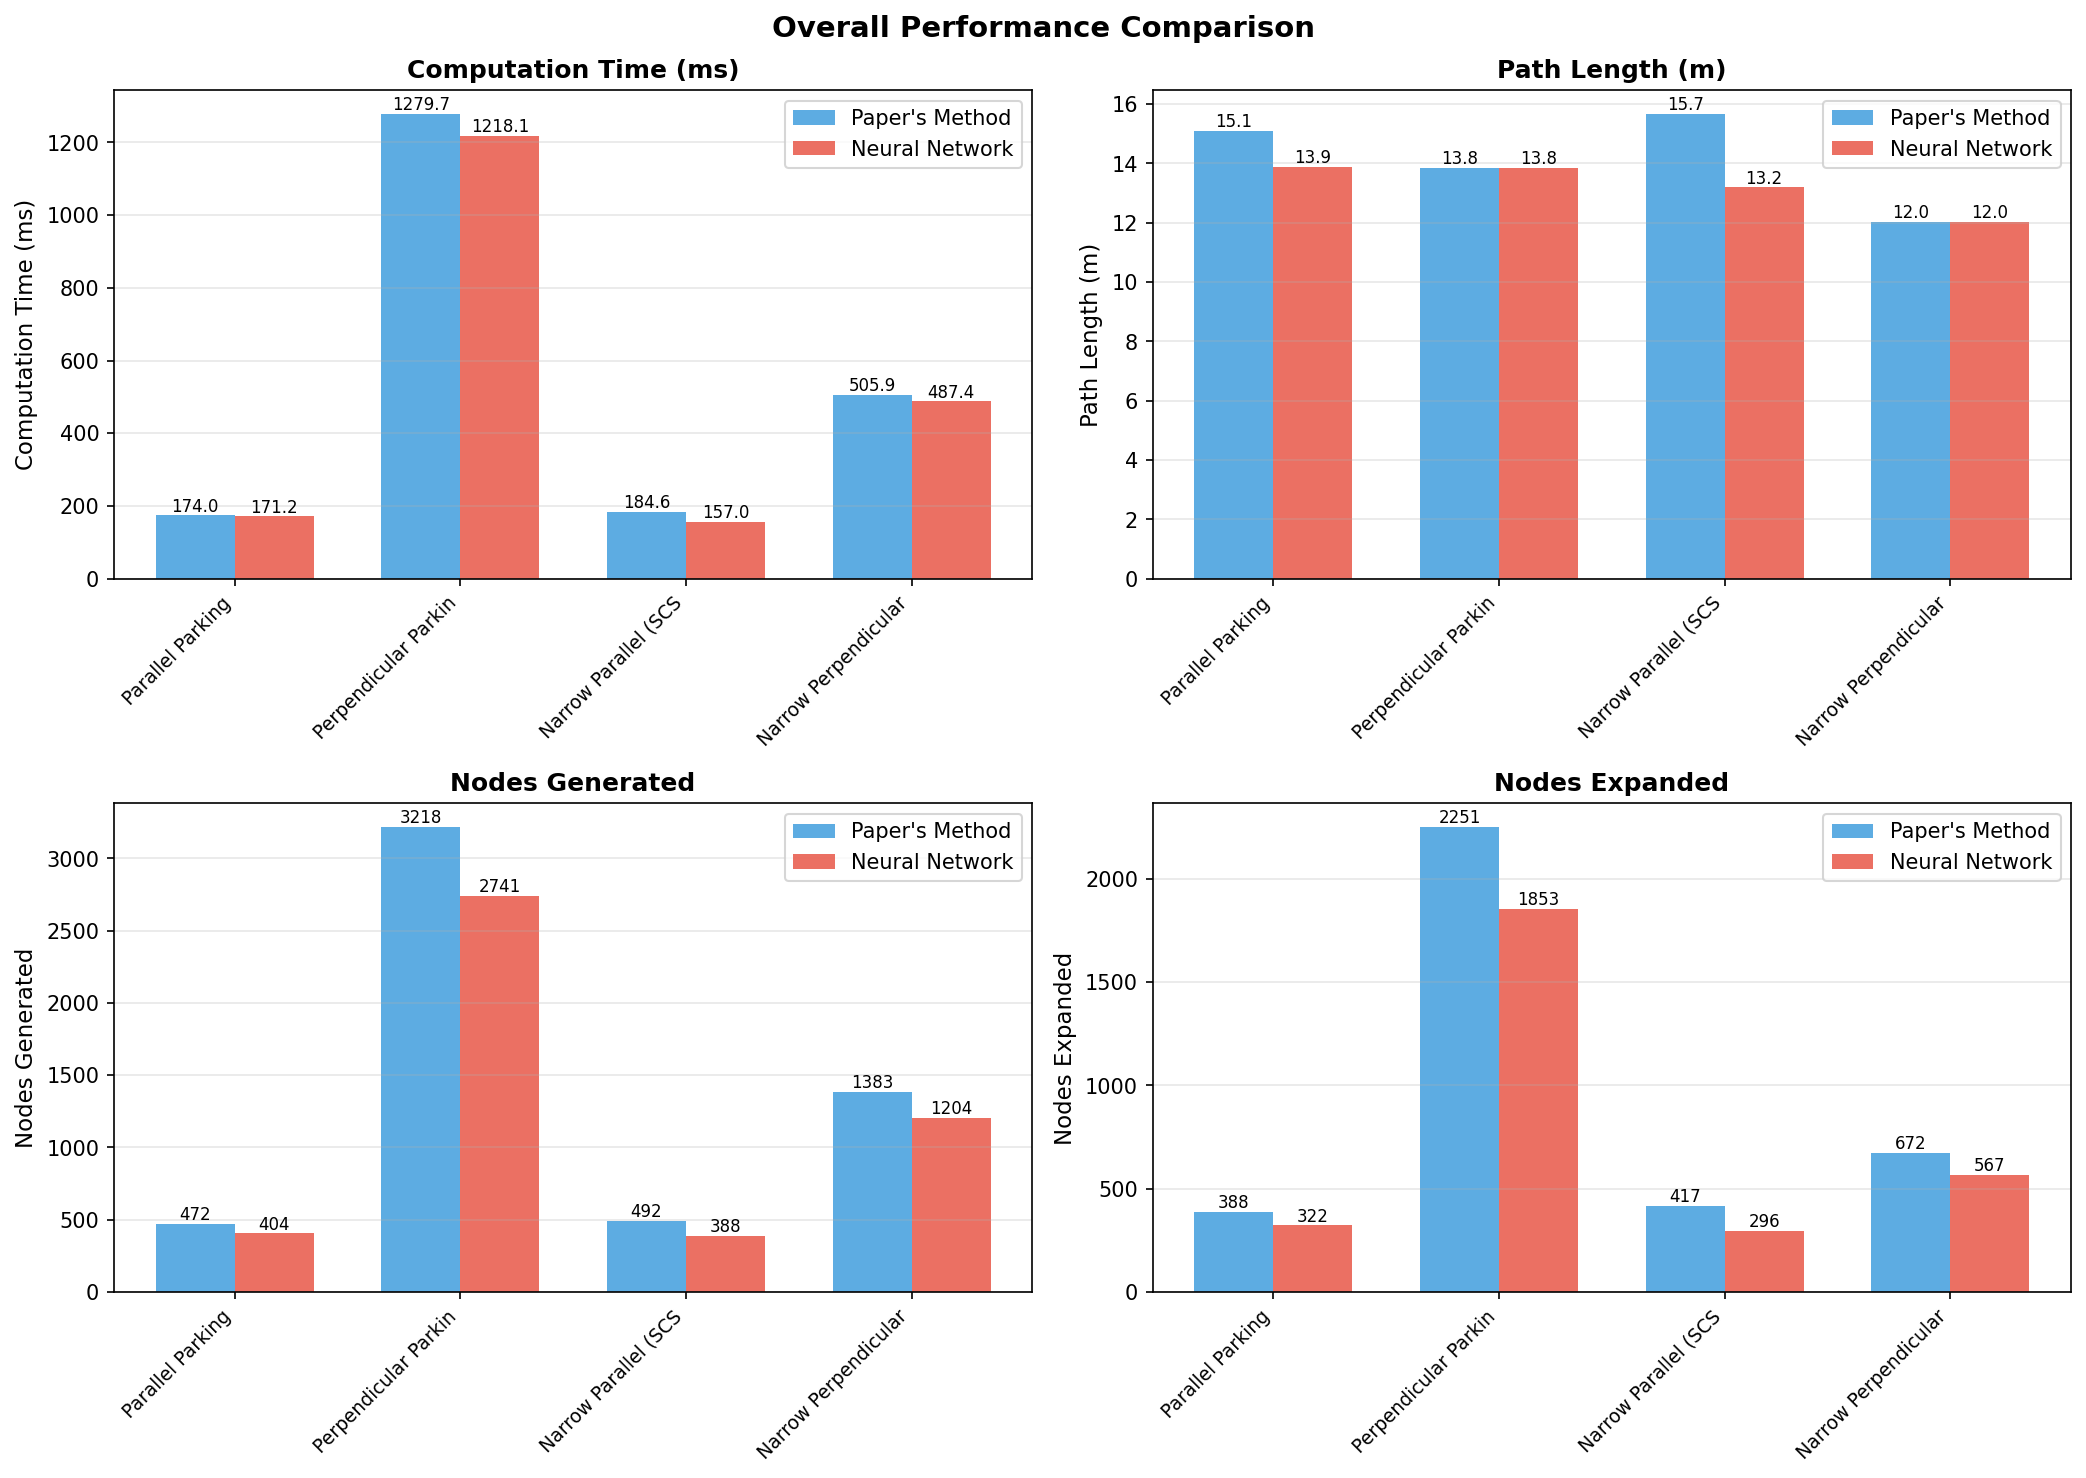 Overall Performance Comparison
Computation Time (ms)
Computation Time (ms)
1200
1000
800
600
400
200
0
1279.7
1218.1
505.9
487.4
174.0
171.2
184.6
157.0
Paper's Method
Neural Network
Parallel Parking
Perpendicular Parkin
Narrow Parallel (SCS
Narrow Perpendicular
Path Length (m)
Path Length (m)
16
14
12
10
8
6
4
2
0
15.1
13.9
13.8
13.8
15.7
13.2
12.0
12.0
Paper's Method
Neural Network
Parallel Parking
Perpendicular Parkin
Narrow Parallel (SCS
Narrow Perpendicular
Nodes Generated
Nodes Generated
3000
2500
2000
1500
1000
500
0
472
404
3218
2741
492
388
1383
1204
Paper's Method
Neural Network
Parallel Parking
Perpendicular Parkin
Narrow Parallel (SCS
Narrow Perpendicular
Nodes Expanded
Nodes Expanded
2000
1500
1000
500
0
388
322
2251
1853
417
296
672
567
Paper's Method
Neural Network
Parallel Parking
Perpendicular Parkin
Narrow Parallel (SCS
Narrow Perpendicular